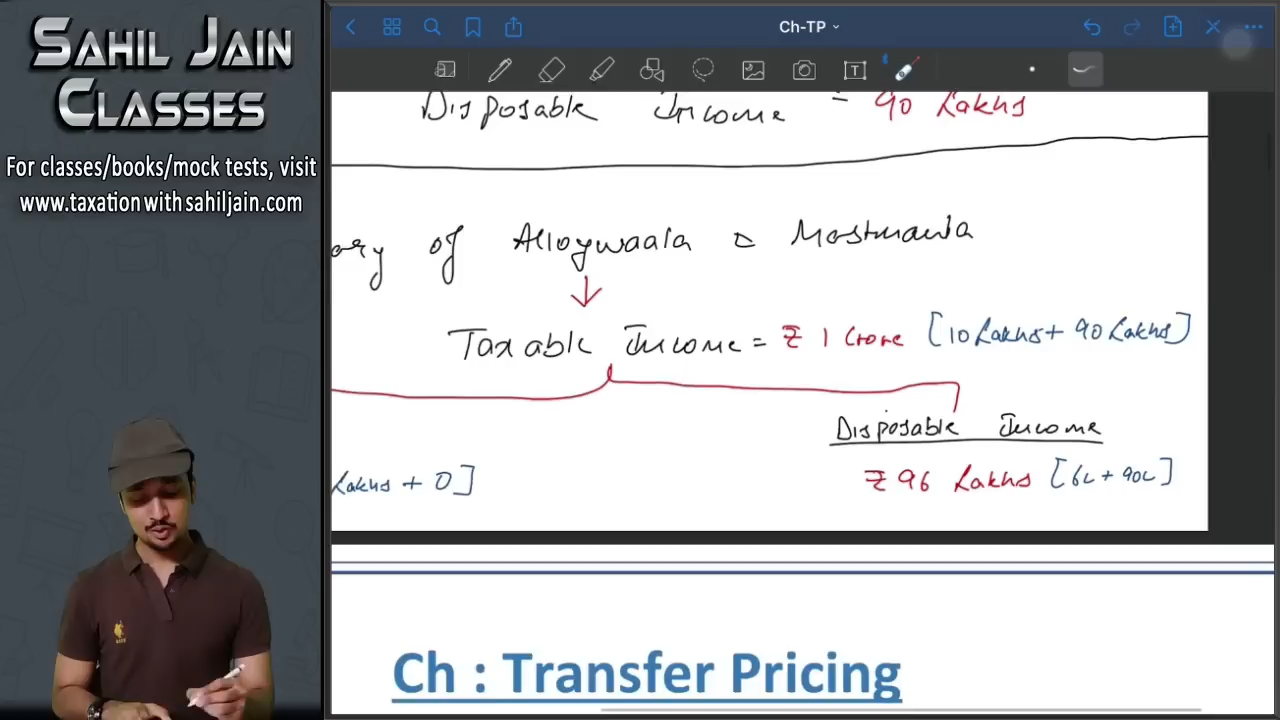 SAHIL JAIN
CLASSES
For classes/books/mock tests, visit
www.taxationwithsahiljain.com
Ch-TP
Disposable Income = 90 Lakhs
ory of Alloywaala & Mastmaula
Taxable Income = ₹ 1 Crore [10 Lakhs + 90 Lakhs]
Disposable Income
Lakhs + 0]
₹ 96 Lakhs [6L + 90L]
Ch : Transfer Pricing